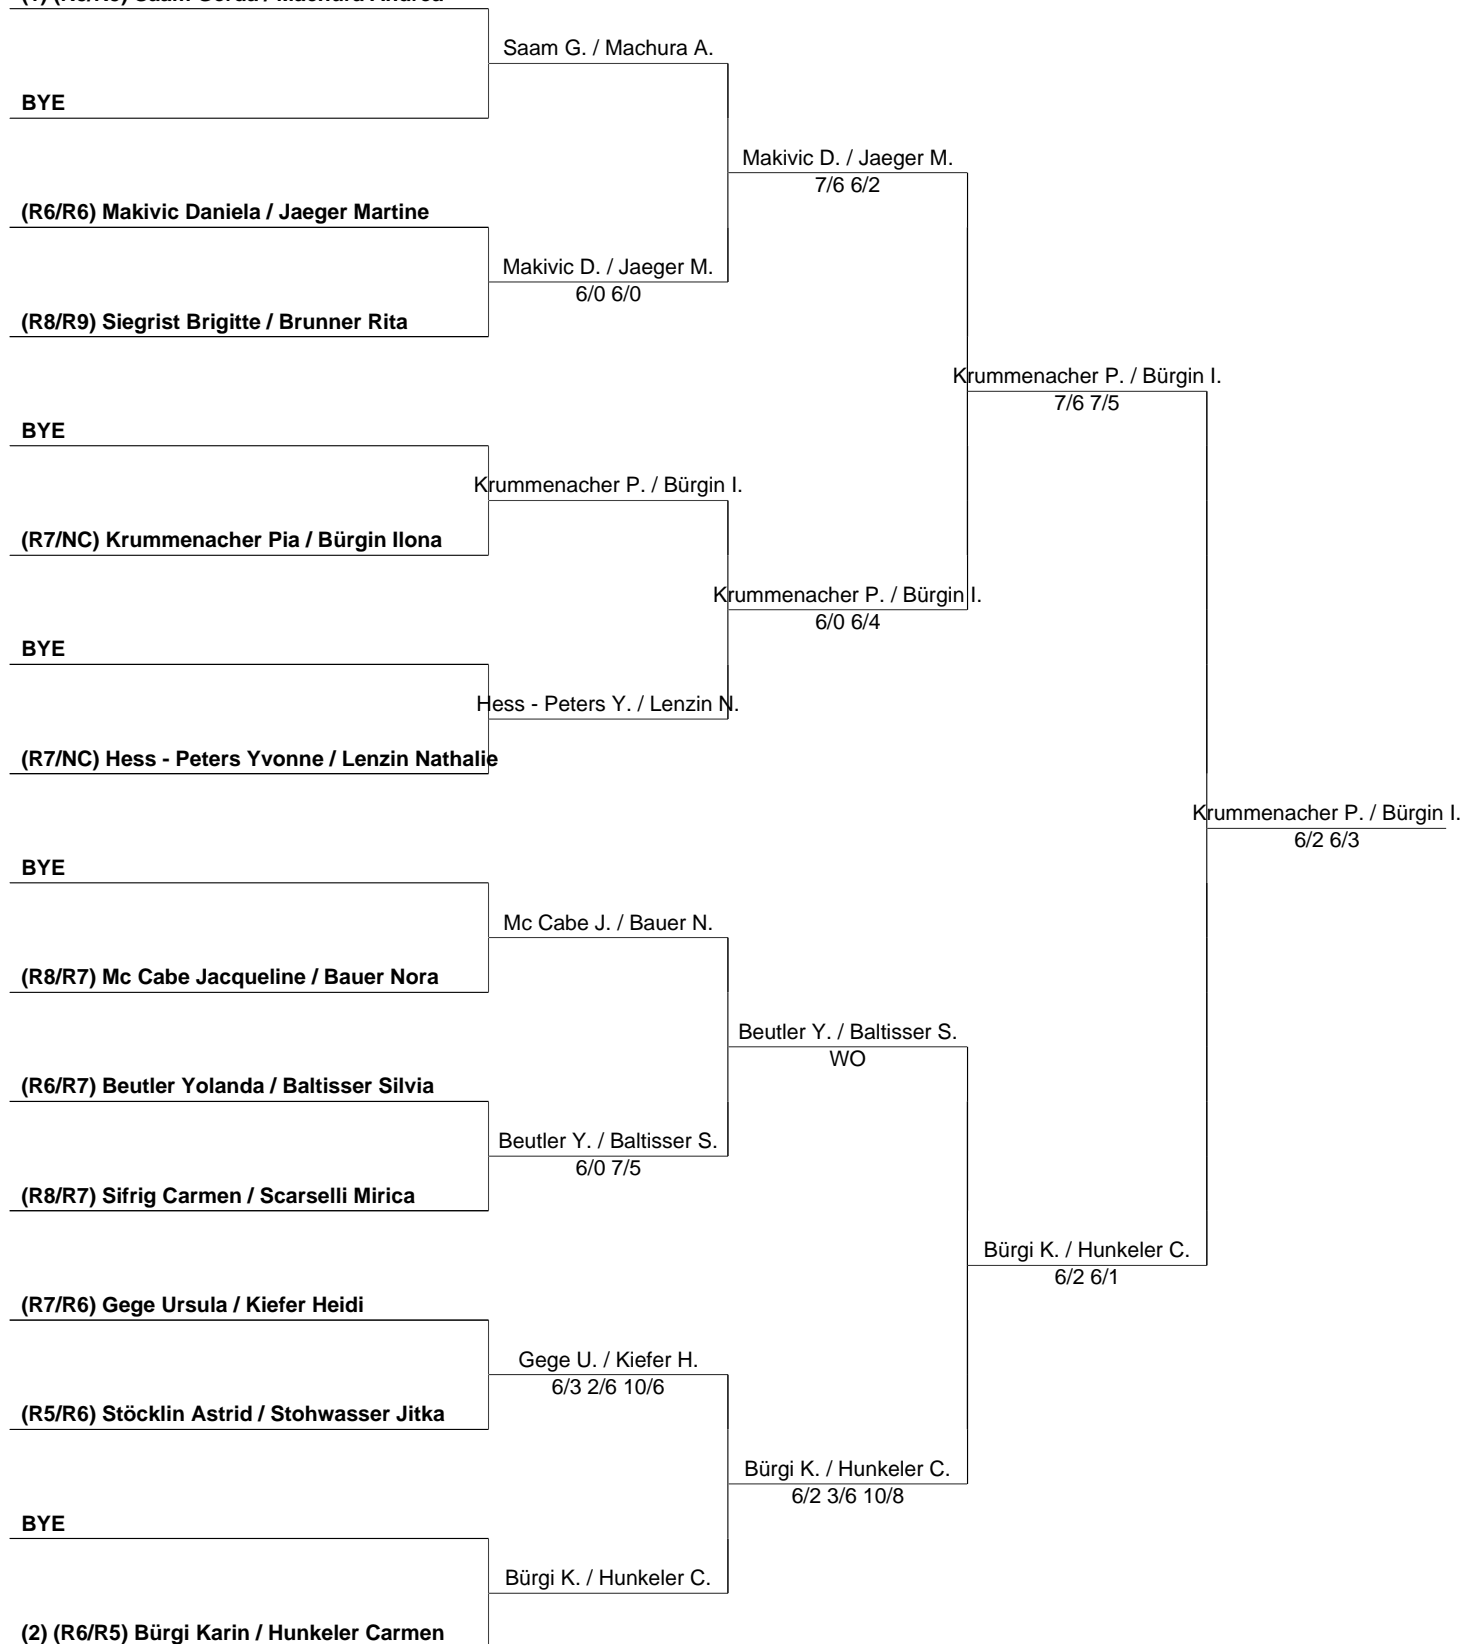 Saam G. / Machura A.
BYE
Makivic D. / Jaeger M.
7/6 6/2
(R6/R6) Makivic Daniela / Jaeger Martine
Makivic D. / Jaeger M.
6/0 6/0
(R8/R9) Siegrist Brigitte / Brunner Rita
Krummenacher P. / Bürgin I.
7/6 7/5
BYE
Krummenacher P. / Bürgin I.
(R7/NC) Krummenacher Pia / Bürgin Ilona
Krummenacher P. / Bürgin I.
6/0 6/4
BYE
Hess - Peters Y. / Lenzin N.
(R7/NC) Hess - Peters Yvonne / Lenzin Nathalie
Krummenacher P. / Bürgin I.
6/2 6/3
BYE
Mc Cabe J. / Bauer N.
(R8/R7) Mc Cabe Jacqueline / Bauer Nora
Beutler Y. / Baltisser S.
WO
(R6/R7) Beutler Yolanda / Baltisser Silvia
Beutler Y. / Baltisser S.
6/0 7/5
(R8/R7) Sifrig Carmen / Scarselli Mirica
Bürgi K. / Hunkeler C.
6/2 6/1
(R7/R6) Gege Ursula / Kiefer Heidi
Gege U. / Kiefer H.
6/3 2/6 10/6
(R5/R6) Stöcklin Astrid / Stohwasser Jitka
Bürgi K. / Hunkeler C.
6/2 3/6 10/8
BYE
Bürgi K. / Hunkeler C.
(2) (R6/R5) Bürgi Karin / Hunkeler Carmen